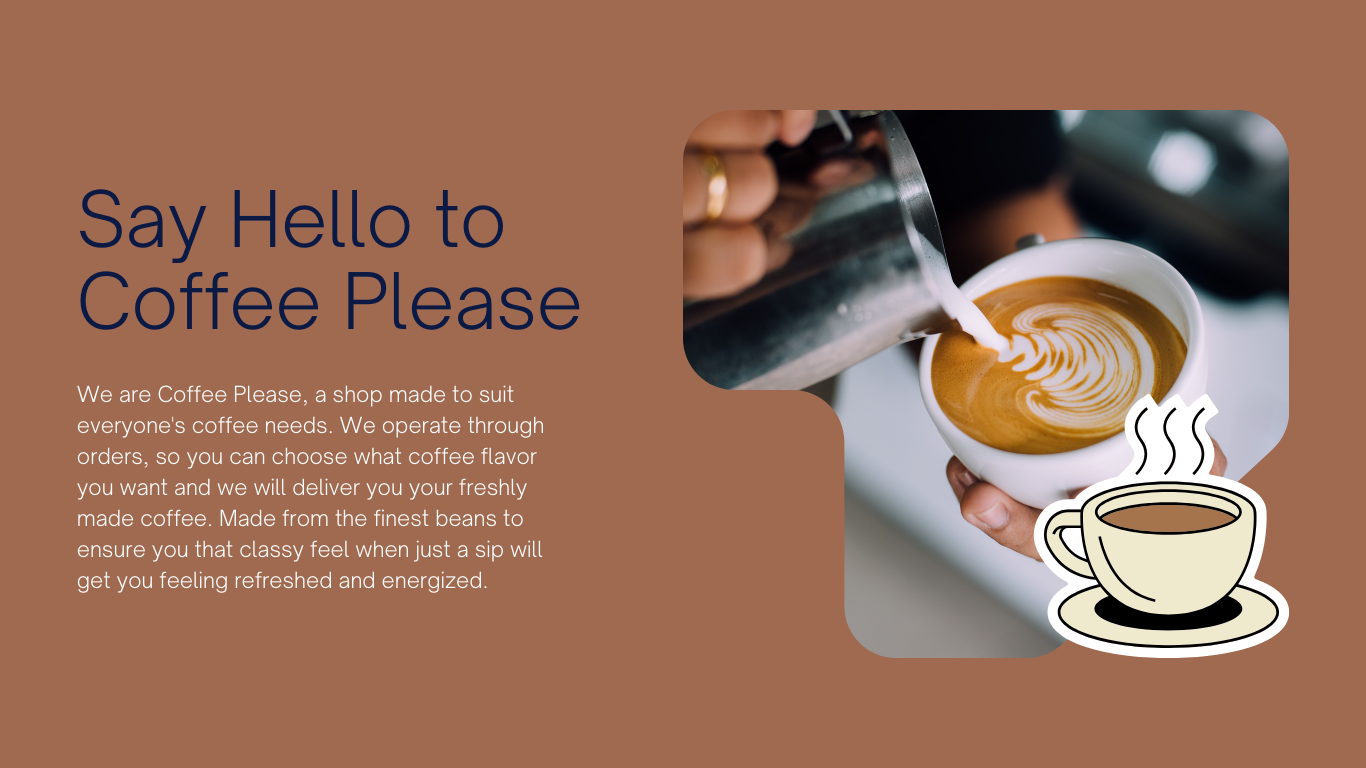 Say Hello to
Coffee Please
We are Coffee Please, a shop made to suit
everyone's coffee needs. We operate through
orders, so you can choose what coffee flavor
you want and we will deliver you your freshly
made coffee. Made from the finest beans to
ensure you that classy feel when just a sip will
get you feeling refreshed and energized.